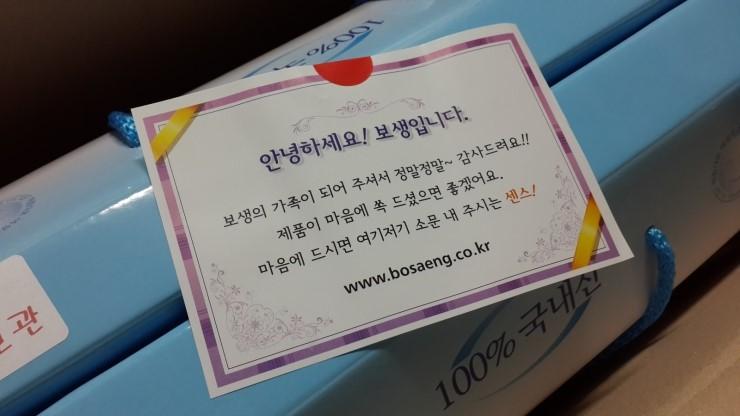 안녕하세요! 보생입니다.
보생의 가족이 되어 주셔서 정말정말~ 감사드려요!!
제품이 마음에 쏙 드셨으면 좋겠어요.
마음에 드시면 여기저기 소문 내 주시는 센스!
www.bosaeng.co.kr
100% 국내산
관
100%